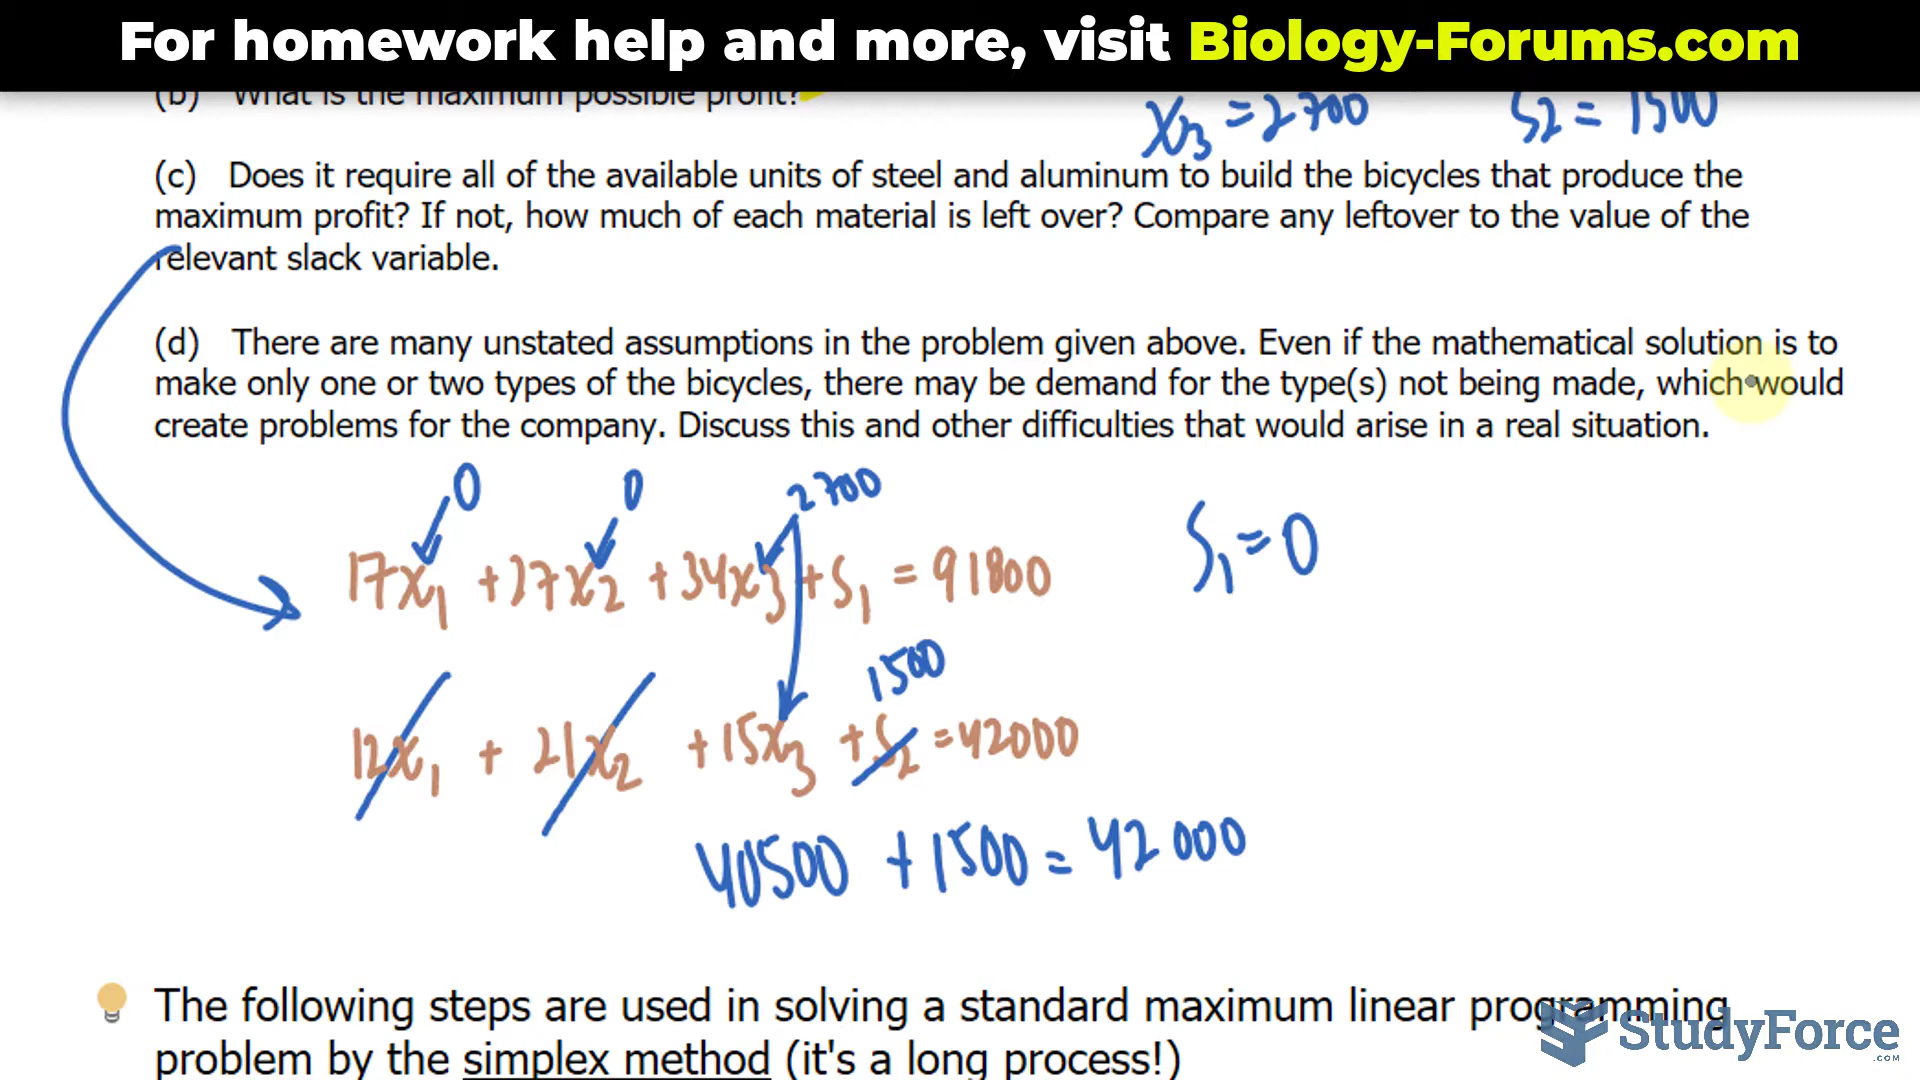 For homework help and more, visit Biology-Forums.com
(b) What is the maximum possible profit?
x3 = 2700 S2 = 1500
(c) Does it require all of the available units of steel and aluminum to build the bicycles that produce the
maximum profit? If not, how much of each material is left over? Compare any leftover to the value of the
relevant slack variable.
(d) There are many unstated assumptions in the problem given above. Even if the mathematical solution is to
make only one or two types of the bicycles, there may be demand for the type(s) not being made, which would
create problems for the company. Discuss this and other difficulties that would arise in a real situation.
0 0 2700
17x1 + 27x2 + 34x3 + S1 = 91800 S1 = 0
1500
12x1 + 21x2 + 15x3 + S2 = 42000
40500 + 1500 = 42000
The following steps are used in solving a standard maximum linear programming
problem by the simplex method (it's a long process!)
StudyForce
.COM